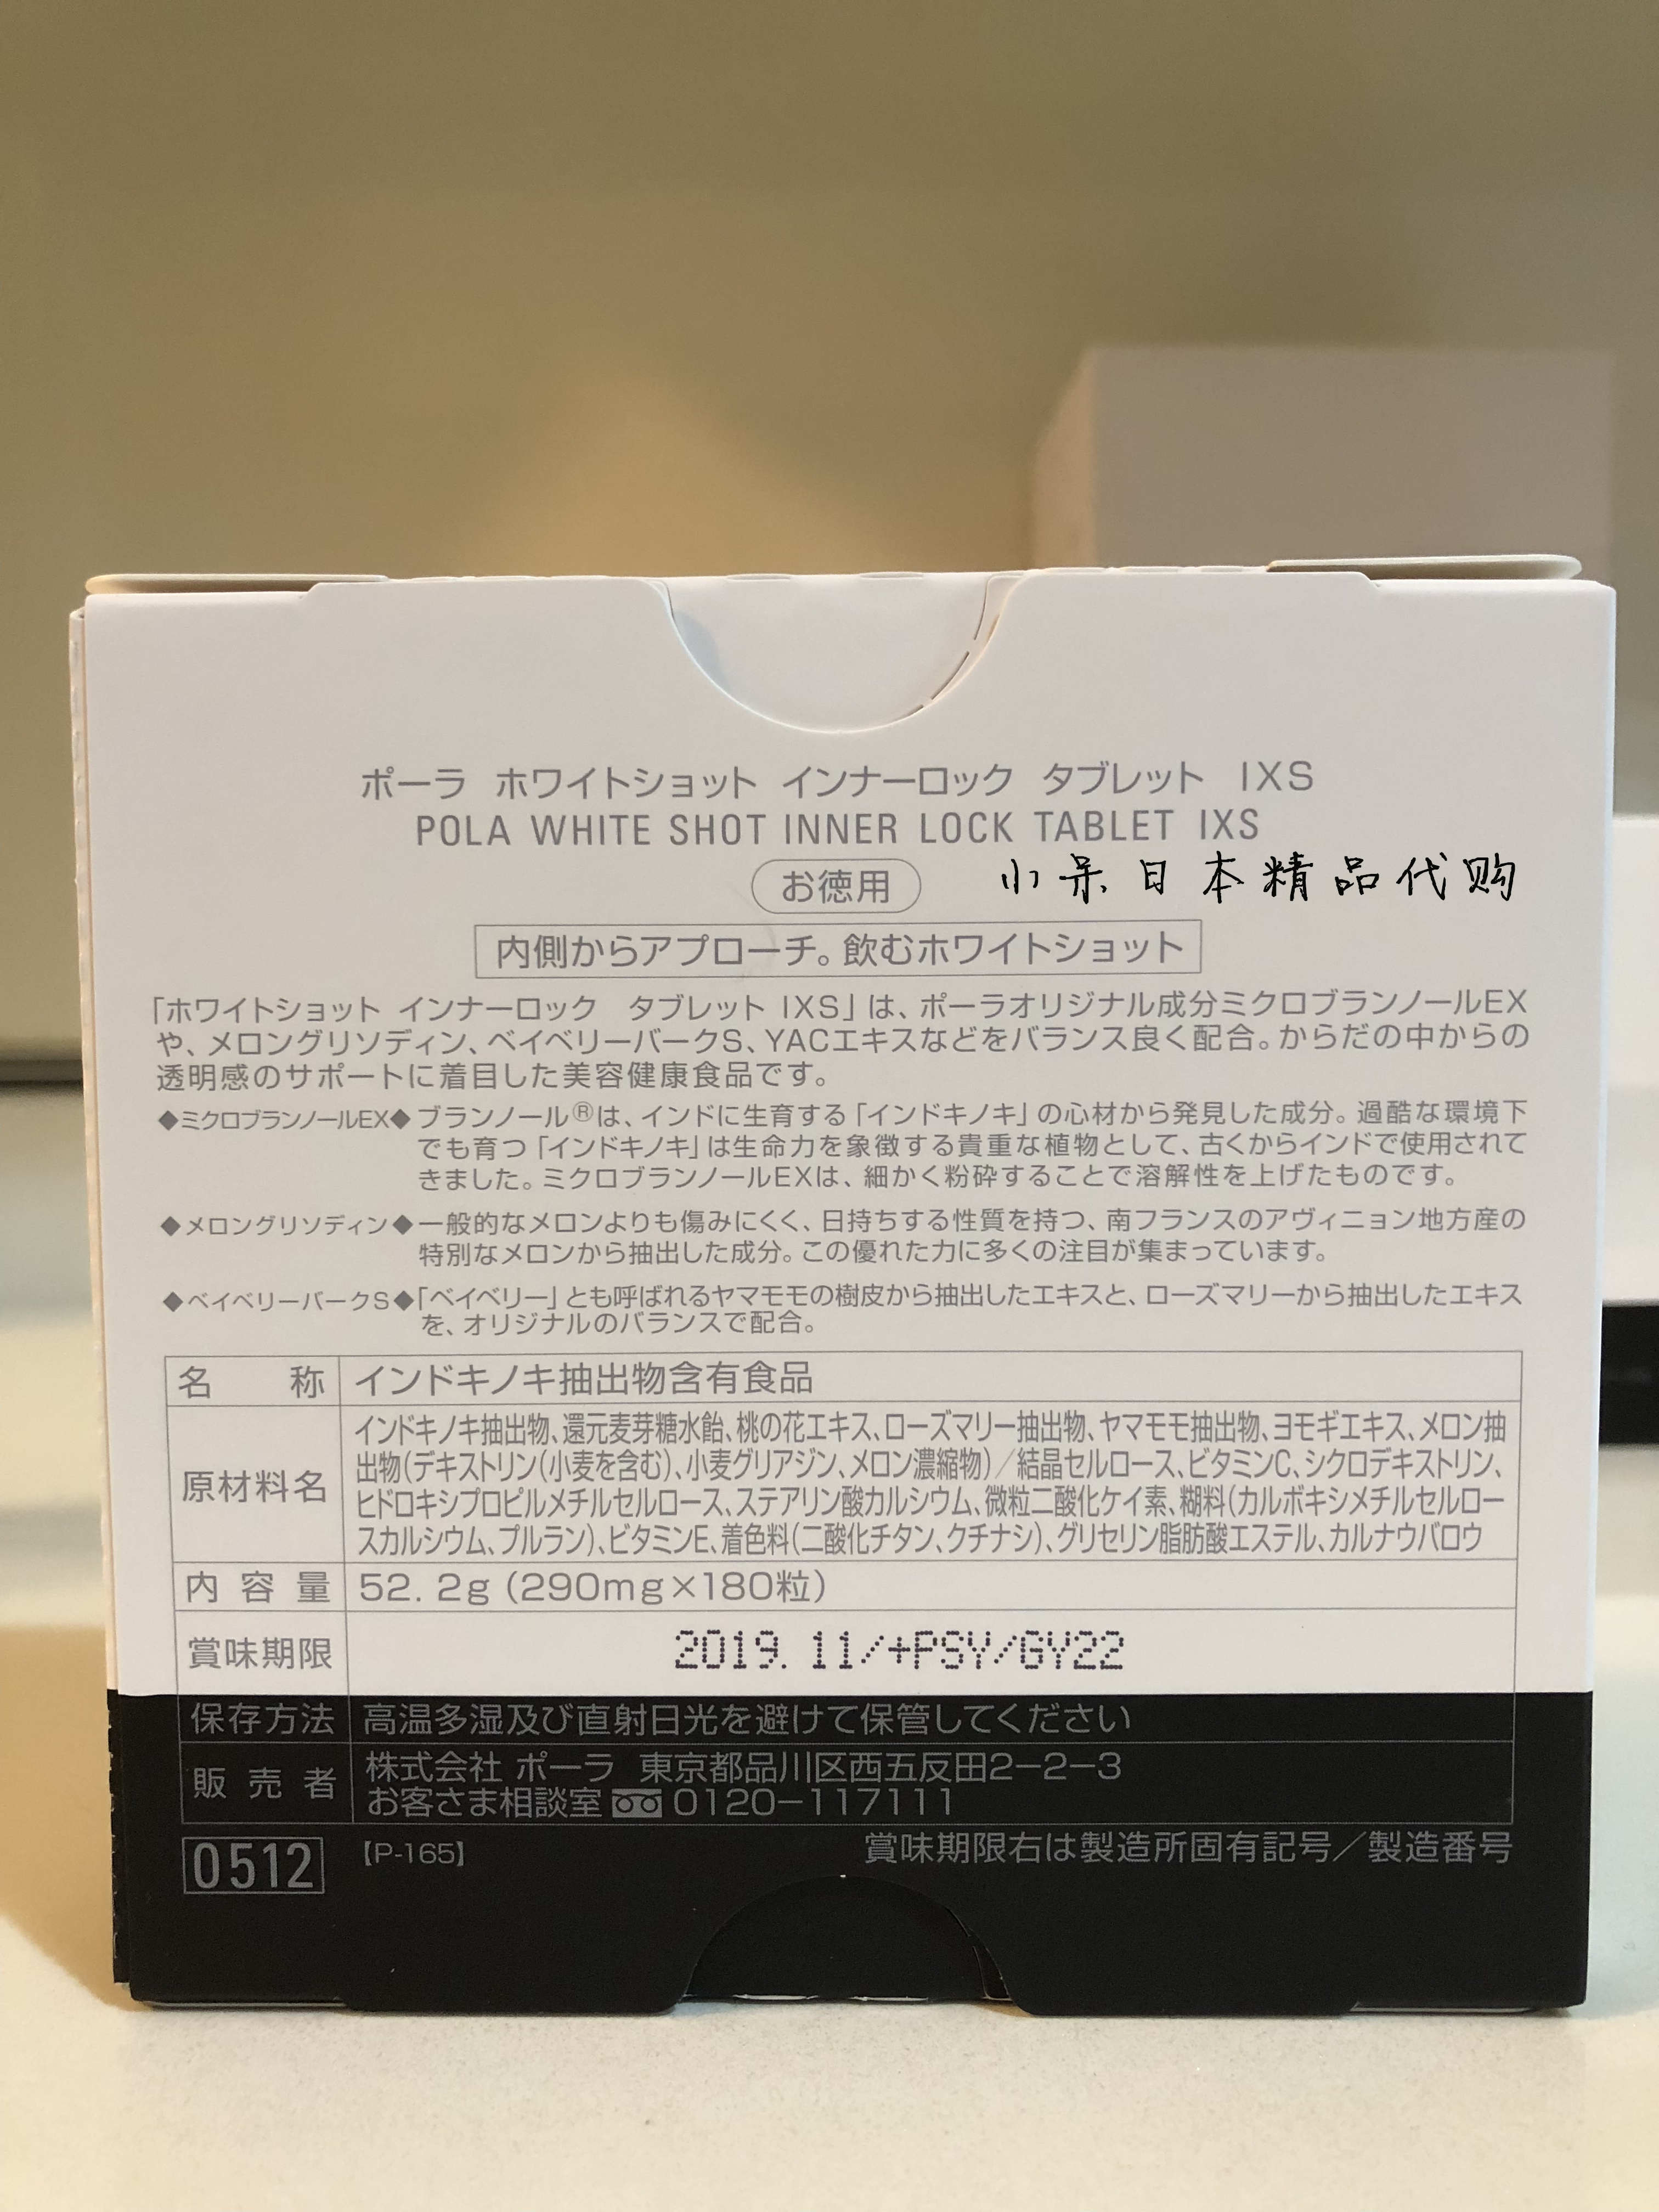 ポーラ ホワイトショット インナーロック タブレット IXS
POLA WHITE SHOT INNER LOCK TABLET IXS
お徳用
小呆日本精品代购
内側からアプローチ。飲むホワイトショット
「ホワイトショット インナーロック タブレット IXS」は、ポーラオリジナル成分ミクロブランノールEX
や、メロングリソディン、ベイベリーバークS、YACエキスなどをバランス良く配合。からだの中からの
透明感のサポートに着目した美容健康食品です。
◆ミクロブランノールEX◆ ブランノール®は、インドに生育する「インドキノキ」の心材から発見した成分。過酷な環境下
でも育つ「インドキノキ」は生命力を象徴する貴重な植物として、古くからインドで使用されて
きました。ミクロブランノールEXは、細かく粉砕することで溶解性を上げたものです。
◆メロングリソディン◆ 一般的なメロンよりも傷みにくく、日持ちする性質を持つ、南フランスのアヴィニョン地方産の
特別なメロンから抽出した成分。この優れた力に多くの注目が集まっています。
◆ベイベリーバークS◆ 「ベイベリー」とも呼ばれるヤマモモの樹皮から抽出したエキスと、ローズマリーから抽出したエキス
を、オリジナルのバランスで配合。
名称 インドキノキ抽出物含有食品
原材料名 インドキノキ抽出物、還元麦芽糖水飴、桃の花エキス、ローズマリー抽出物、ヤマモモ抽出物、ヨモギエキス、メロン抽
出物(デキストリン(小麦を含む)、小麦グリアジン、メロン濃縮物)/結晶セルロース、ビタミンC、シクロデキストリン、
ヒドロキシプロピルメチルセルロース、ステアリン酸カルシウム、微粒二酸化ケイ素、糊料(カルボキシメチルセルロー
スカルシウム、プルラン)、ビタミンE、着色料(二酸化チタン、クチナシ)、グリセリン脂肪酸エステル、カルナウバロウ
内容量 52.2g(290mg×180粒)
賞味期限 2019.11/+PSY/GY22
保存方法 高温多湿及び直射日光を避けて保管してください
販売者 株式会社 ポーラ 東京都品川区西五反田2−2−3
お客さま相談室 0120−117111
0512 【P-165】 賞味期限右は製造所固有記号/製造番号